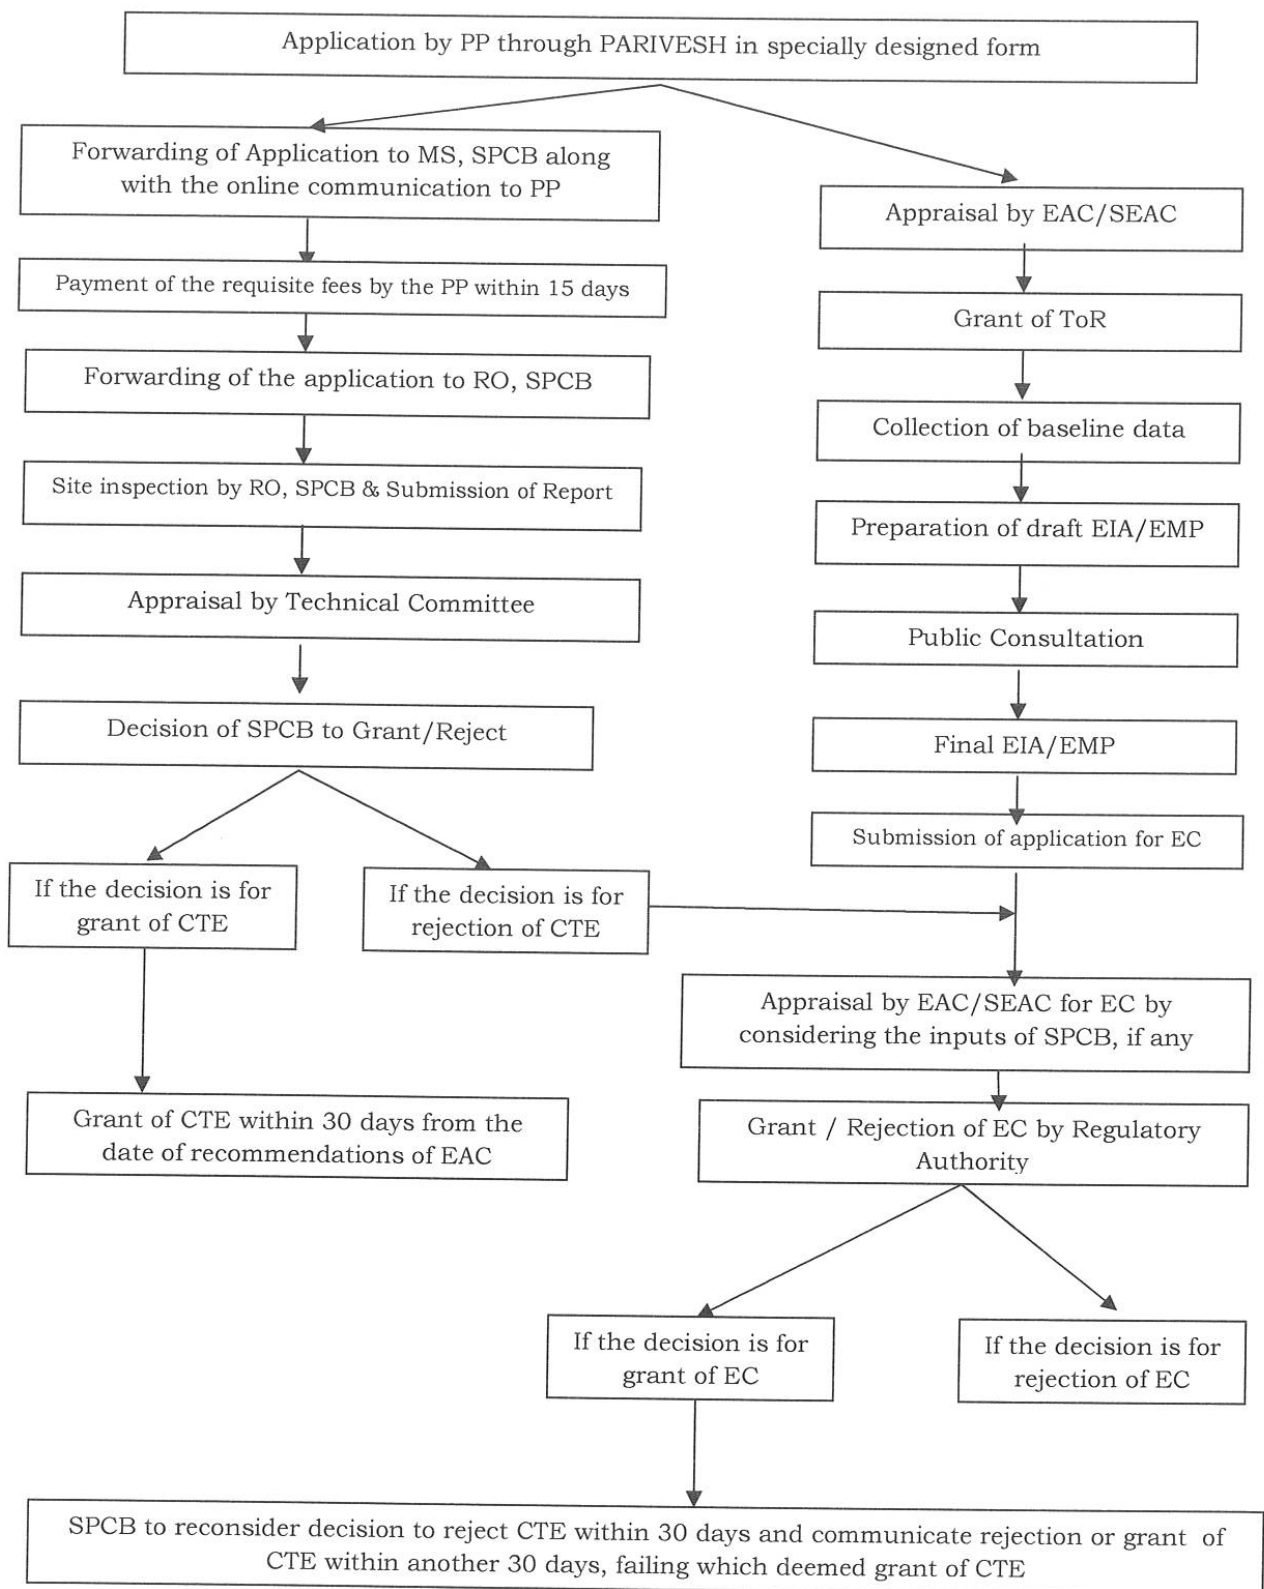 Application by PP through PARIVESH in specially designed form
Forwarding of Application to MS, SPCB along
with the online communication to PP
Payment of the requisite fees by the PP within 15 days
Forwarding of the application to RO, SPCB
Site inspection by RO, SPCB & Submission of Report
Appraisal by Technical Committee
Decision of SPCB to Grant/Reject
If the decision is for
grant of CTE
If the decision is for
rejection of CTE
Grant of CTE within 30 days from the
date of recommendations of EAC
Appraisal by EAC/SEAC
Grant of ToR
Collection of baseline data
Preparation of draft EIA/EMP
Public Consultation
Final EIA/EMP
Submission of application for EC
Appraisal by EAC/SEAC for EC by
considering the inputs of SPCB, if any
Grant / Rejection of EC by Regulatory
Authority
If the decision is for
grant of EC
If the decision is for
rejection of EC
SPCB to reconsider decision to reject CTE within 30 days and communicate rejection or grant of
CTE within another 30 days, failing which deemed grant of CTE